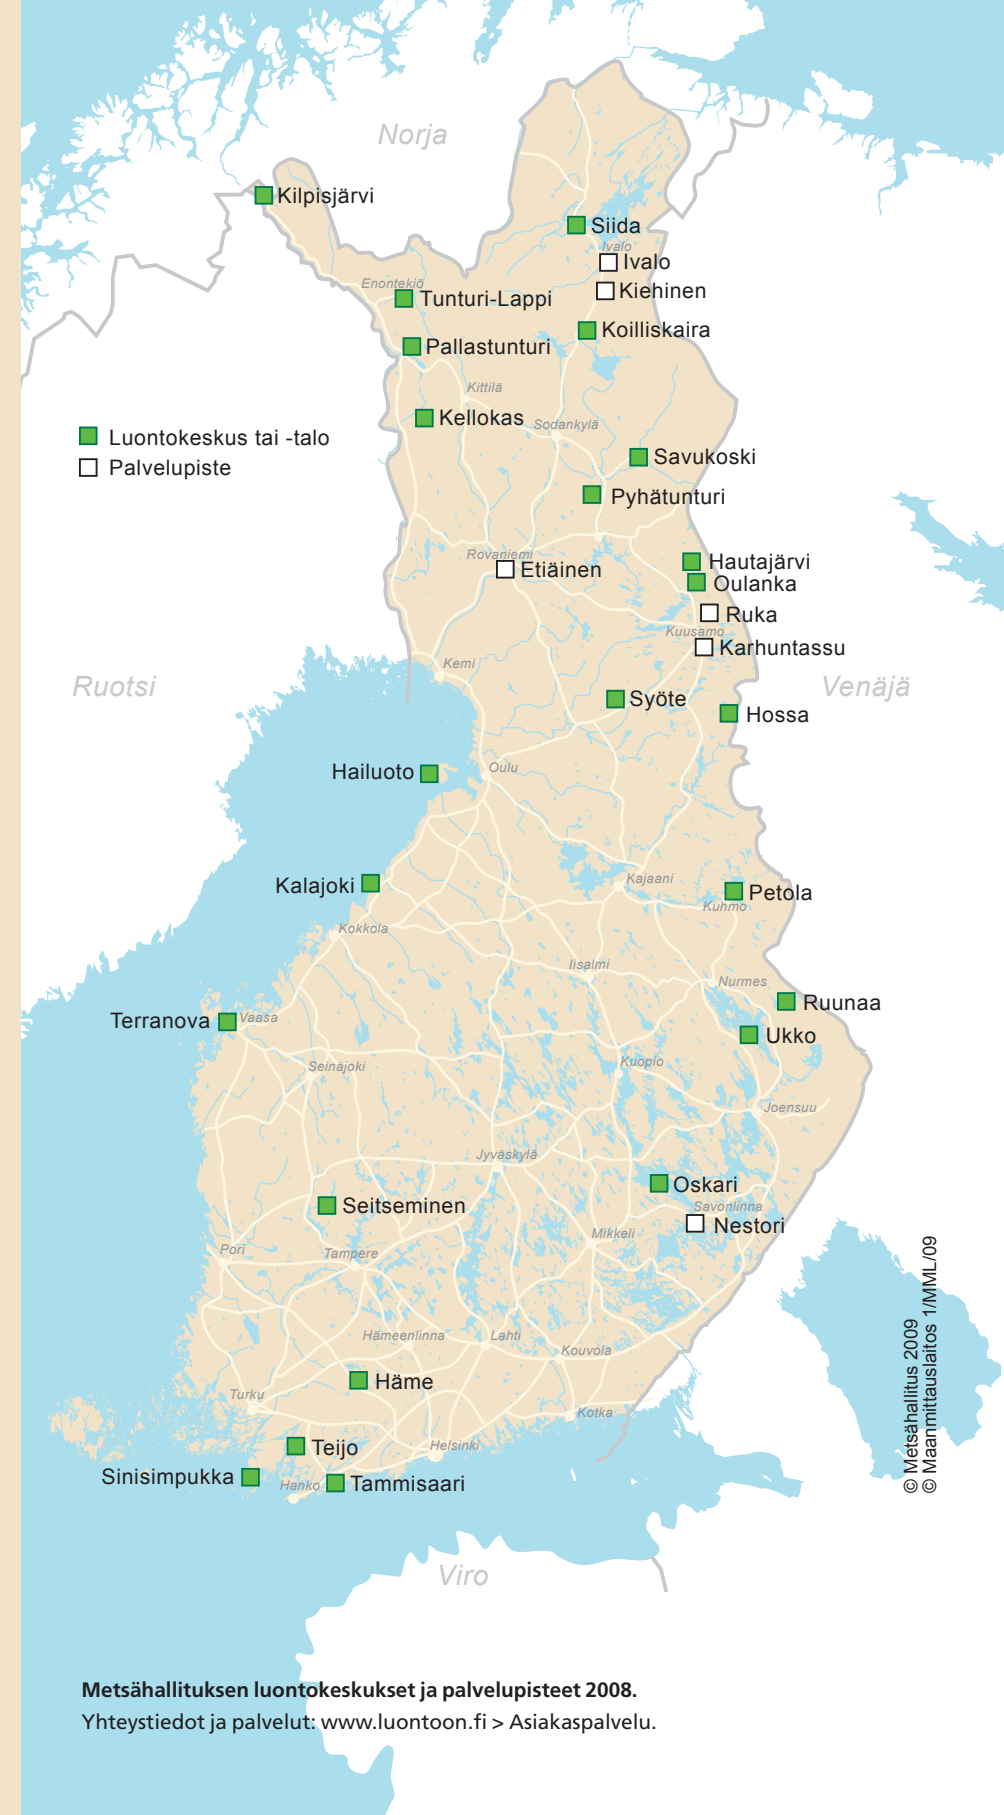 Norja
Kilpisjärvi
Siida
Ivalo
Ivalo
Kiehinen
Enontekiö
Tunturi-Lappi
Koilliskaira
Pallastunturi
Kittilä
Kellokas
Sodankylä
Luontokeskus tai -talo
Palvelupiste
Savukoski
Pyhätunturi
Rovaniemi
Etiäinen
Hautajärvi
Oulanka
Ruka
Kuusamo
Karhuntassu
Kemi
Ruotsi
Venäjä
Syöte
Hossa
Hailuoto
Oulu
Kalajoki
Kajaani
Petola
Kuhmo
Kokkola
Iisalmi
Nurmes
Ruunaa
Terranova
Vaasa
Ukko
Seinäjoki
Kuopio
Joensuu
Jyväskylä
Oskari
Seitseminen
Savonlinna
Nestori
Mikkeli
Pori
Tampere
Hämeenlinna
Lahti
Kouvola
Häme
Turku
Kotka
Teijo
Helsinki
Sinisimpukka
Hanko
Tammisaari
© Metsähallitus 2009
© Maanmittauslaitos 1/MML/09
Viro
Metsähallituksen luontokeskukset ja palvelupisteet 2008.
Yhteystiedot ja palvelut: www.luontoon.fi > Asiakaspalvelu.